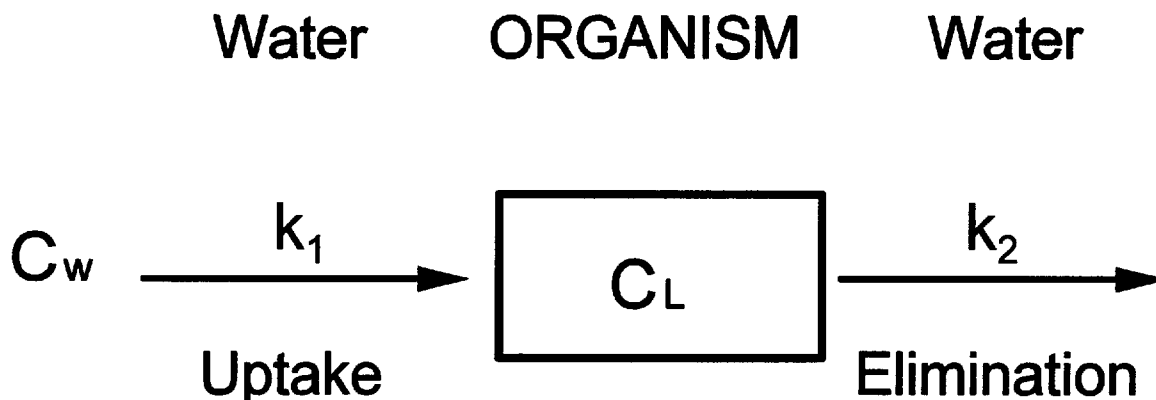 Water ORGANISM Water
Cw k1 CL k2
Uptake Elimination